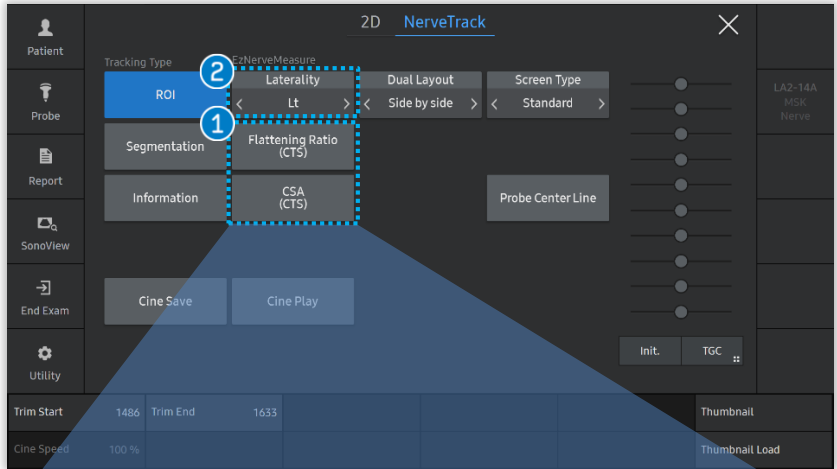 2D NerveTrack
Patient
Probe
Report
SonoView
End Exam
Utility
Tracking Type
ROI
Segmentation
Information
2
EzNerveMeasure
Laterality
< Lt >
1
Flattening Ratio
(CTS)
CSA
(CTS)
Dual Layout
< Side by side >
Screen Type
< Standard >
Probe Center Line
Cine Save
Cine Play
Init.
TGC
LA2-14A
MSK
Nerve
Trim Start 1486
Trim End 1633
Thumbnail
Cine Speed 100 %
Thumbnail Load